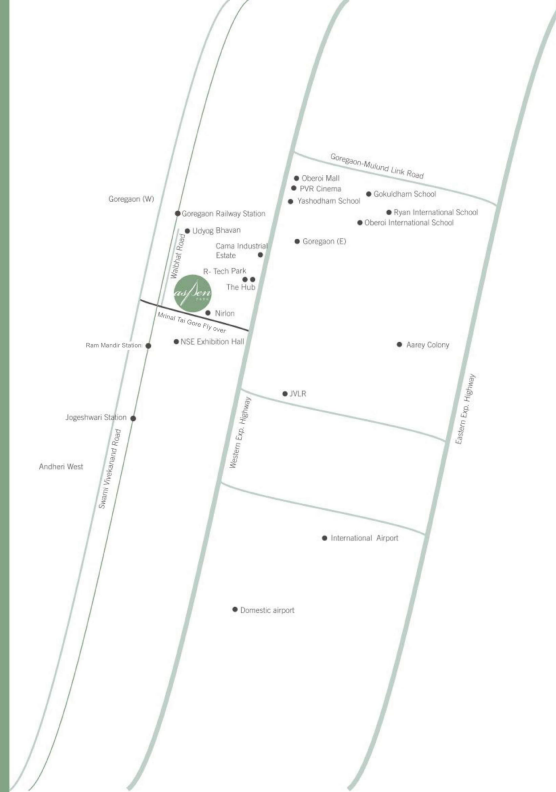 Goregaon-Mulund Link Road
Oberoi Mall
PVR Cinema
Yashodham School
Gokuldham School
Ryan International School
Oberoi International School
Goregaon (W)
Goregaon Railway Station
Udyog Bhavan
Walbhat Road
Cama Industrial
Estate
Goregaon (E)
R- Tech Park
The Hub
aspen
PARK
Nirlon
Mrinal Tai Gore Fly over
Ram Mandir Station
NSE Exhibition Hall
Aarey Colony
JVLR
Jogeshwari Station
Andheri West
Swami Vivekanand Road
Western Exp. Highway
Eastern Exp. Highway
International Airport
Domestic airport